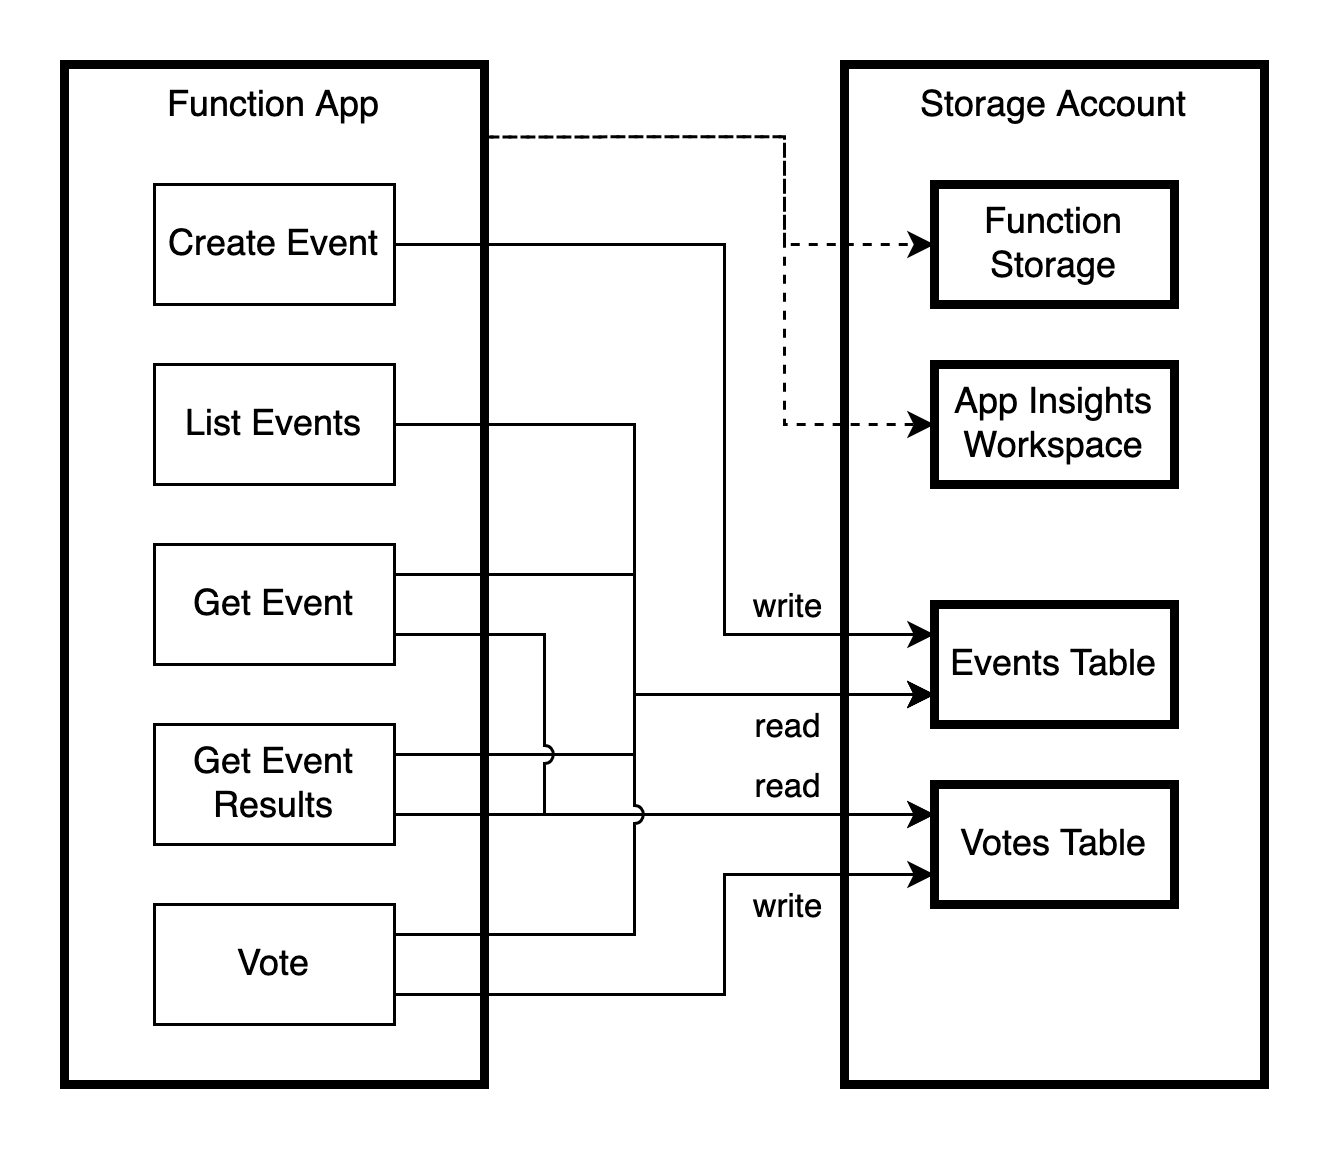 Function App
Create Event
List Events
Get Event
Get Event
Results
Vote
write
read
read
write
Storage Account
Function
Storage
App Insights
Workspace
Events Table
Votes Table